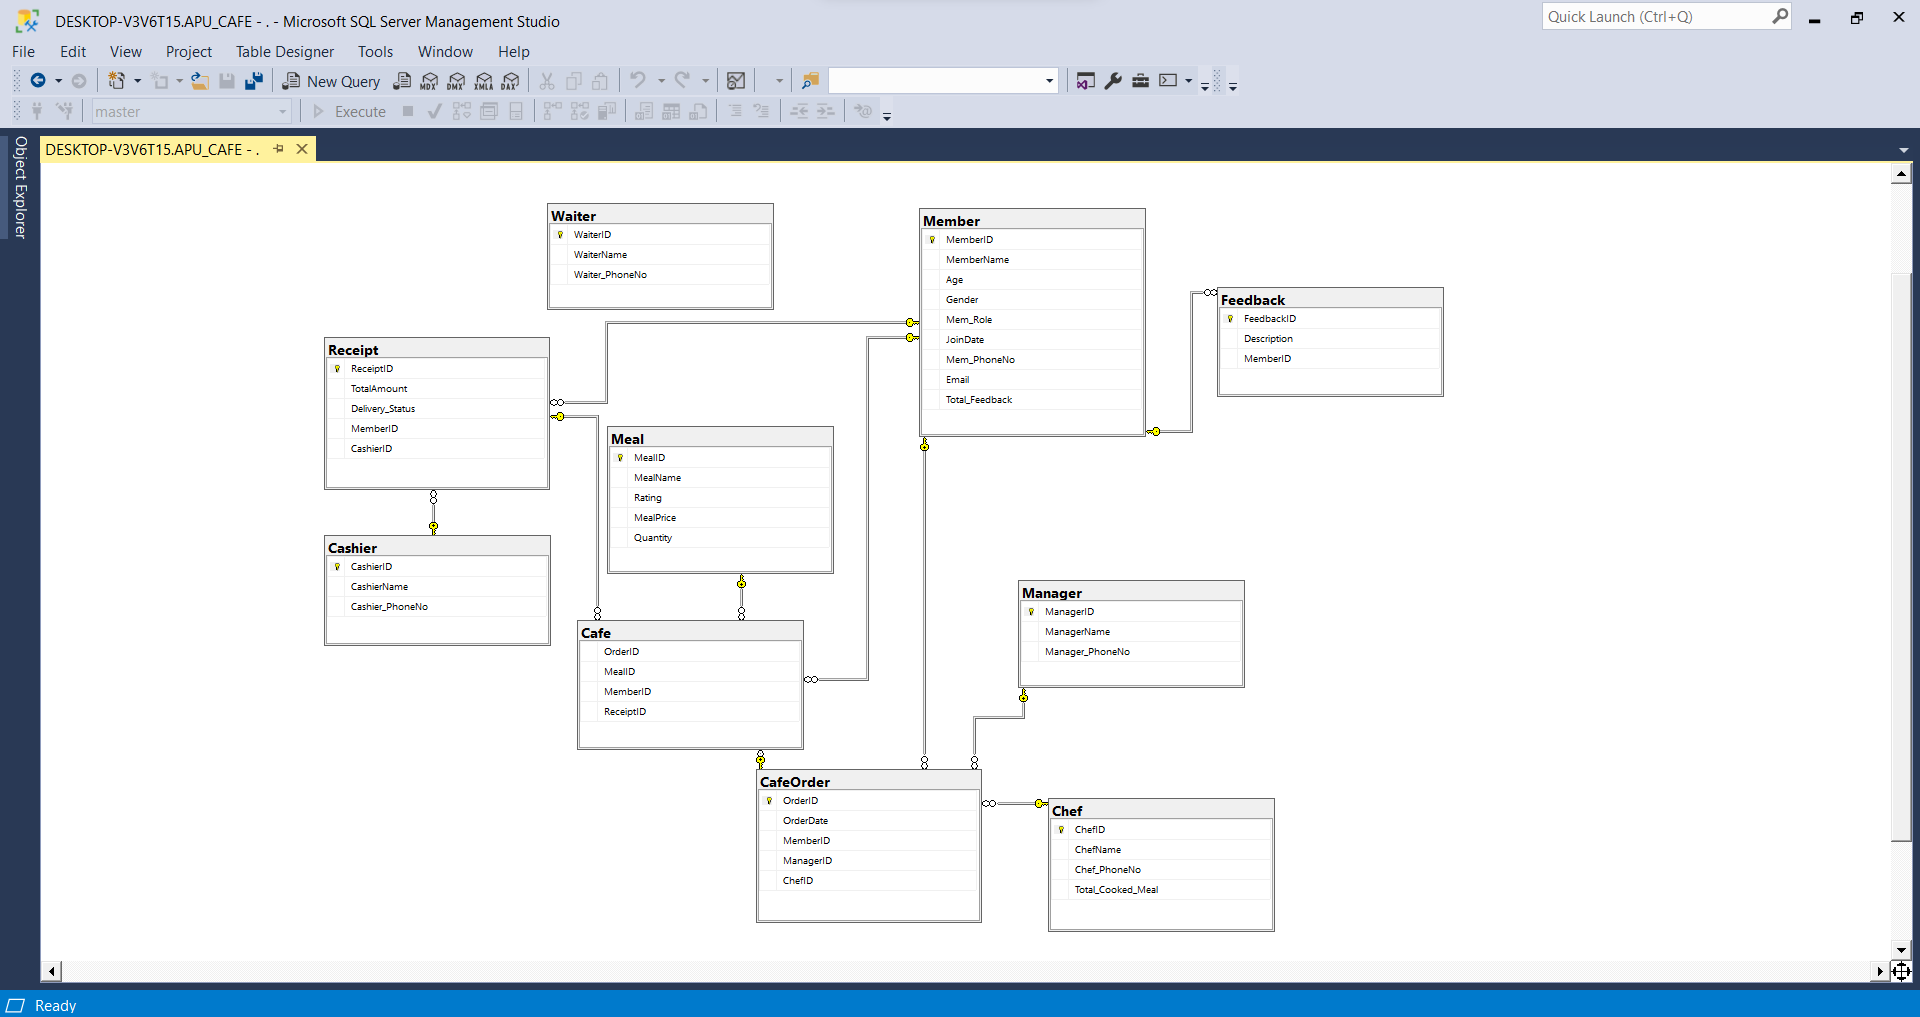 DESKTOP-V3V6T15.APU_CAFE - . - Microsoft SQL Server Management Studio
Quick Launch (Ctrl+Q)
File Edit View Project Table Designer Tools Window Help
New Query MDX DMX XMLA DAX
master Execute
Object Explorer
DESKTOP-V3V6T15.APU_CAFE - .
Waiter
WaiterID
WaiterName
Waiter_PhoneNo
Member
MemberID
MemberName
Age
Gender
Mem_Role
JoinDate
Mem_PhoneNo
Email
Total_Feedback
Feedback
FeedbackID
Description
MemberID
Receipt
ReceiptID
TotalAmount
Delivery_Status
MemberID
CashierID
Meal
MealID
MealName
Rating
MealPrice
Quantity
Cashier
CashierID
CashierName
Cashier_PhoneNo
Cafe
OrderID
MealID
MemberID
ReceiptID
Manager
ManagerID
ManagerName
Manager_PhoneNo
CafeOrder
OrderID
OrderDate
MemberID
ManagerID
ChefID
Chef
ChefID
ChefName
Chef_PhoneNo
Total_Cooked_Meal
Ready